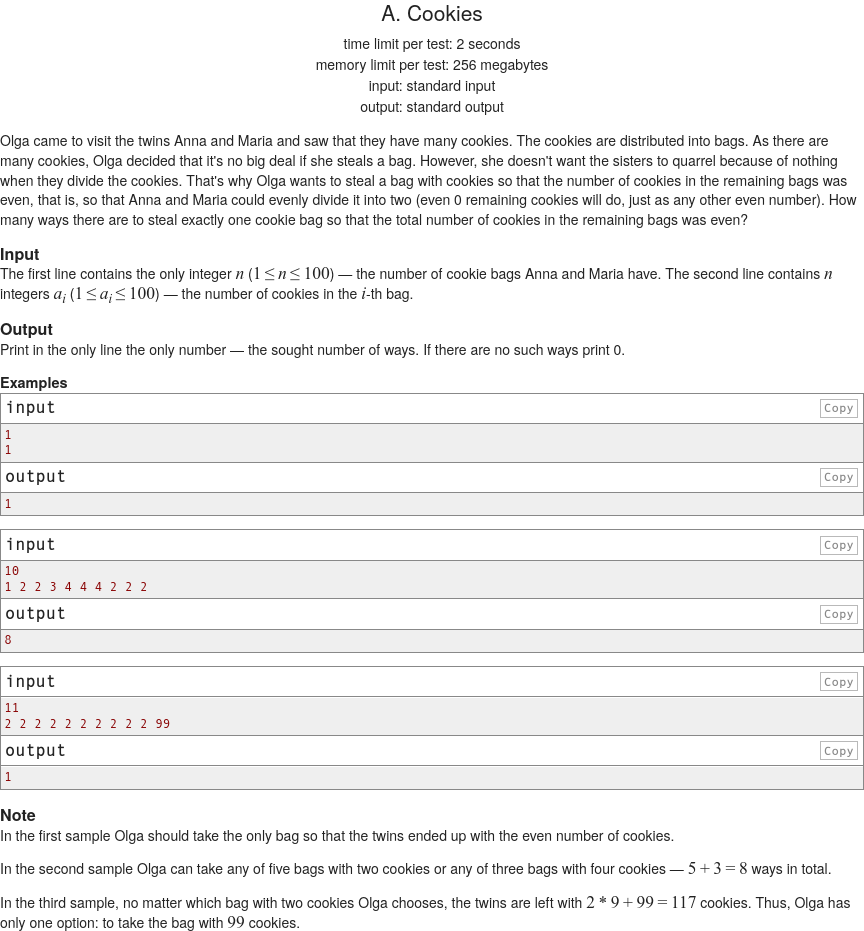 A. Cookies
time limit per test: 2 seconds
memory limit per test: 256 megabytes
input: standard input
output: standard output
Olga came to visit the twins Anna and Maria and saw that they have many cookies. The cookies are distributed into bags. As there are
many cookies, Olga decided that it's no big deal if she steals a bag. However, she doesn't want the sisters to quarrel because of nothing
when they divide the cookies. That's why Olga wants to steal a bag with cookies so that the number of cookies in the remaining bags was
even, that is, so that Anna and Maria could evenly divide it into two (even 0 remaining cookies will do, just as any other even number). How
many ways there are to steal exactly one cookie bag so that the total number of cookies in the remaining bags was even?
Input
The first line contains the only integer n (1 ≤ n ≤ 100) — the number of cookie bags Anna and Maria have. The second line contains n
integers a_i (1 ≤ a_i ≤ 100) — the number of cookies in the i-th bag.
Output
Print in the only line the only number — the sought number of ways. If there are no such ways print 0.
Examples
input Copy
1
1
output Copy
1
input Copy
10
1 2 2 3 4 4 4 2 2 2
output Copy
8
input Copy
11
2 2 2 2 2 2 2 2 2 2 99
output Copy
1
Note
In the first sample Olga should take the only bag so that the twins ended up with the even number of cookies.
In the second sample Olga can take any of five bags with two cookies or any of three bags with four cookies — 5 + 3 = 8 ways in total.
In the third sample, no matter which bag with two cookies Olga chooses, the twins are left with 2 * 9 + 99 = 117 cookies. Thus, Olga has
only one option: to take the bag with 99 cookies.